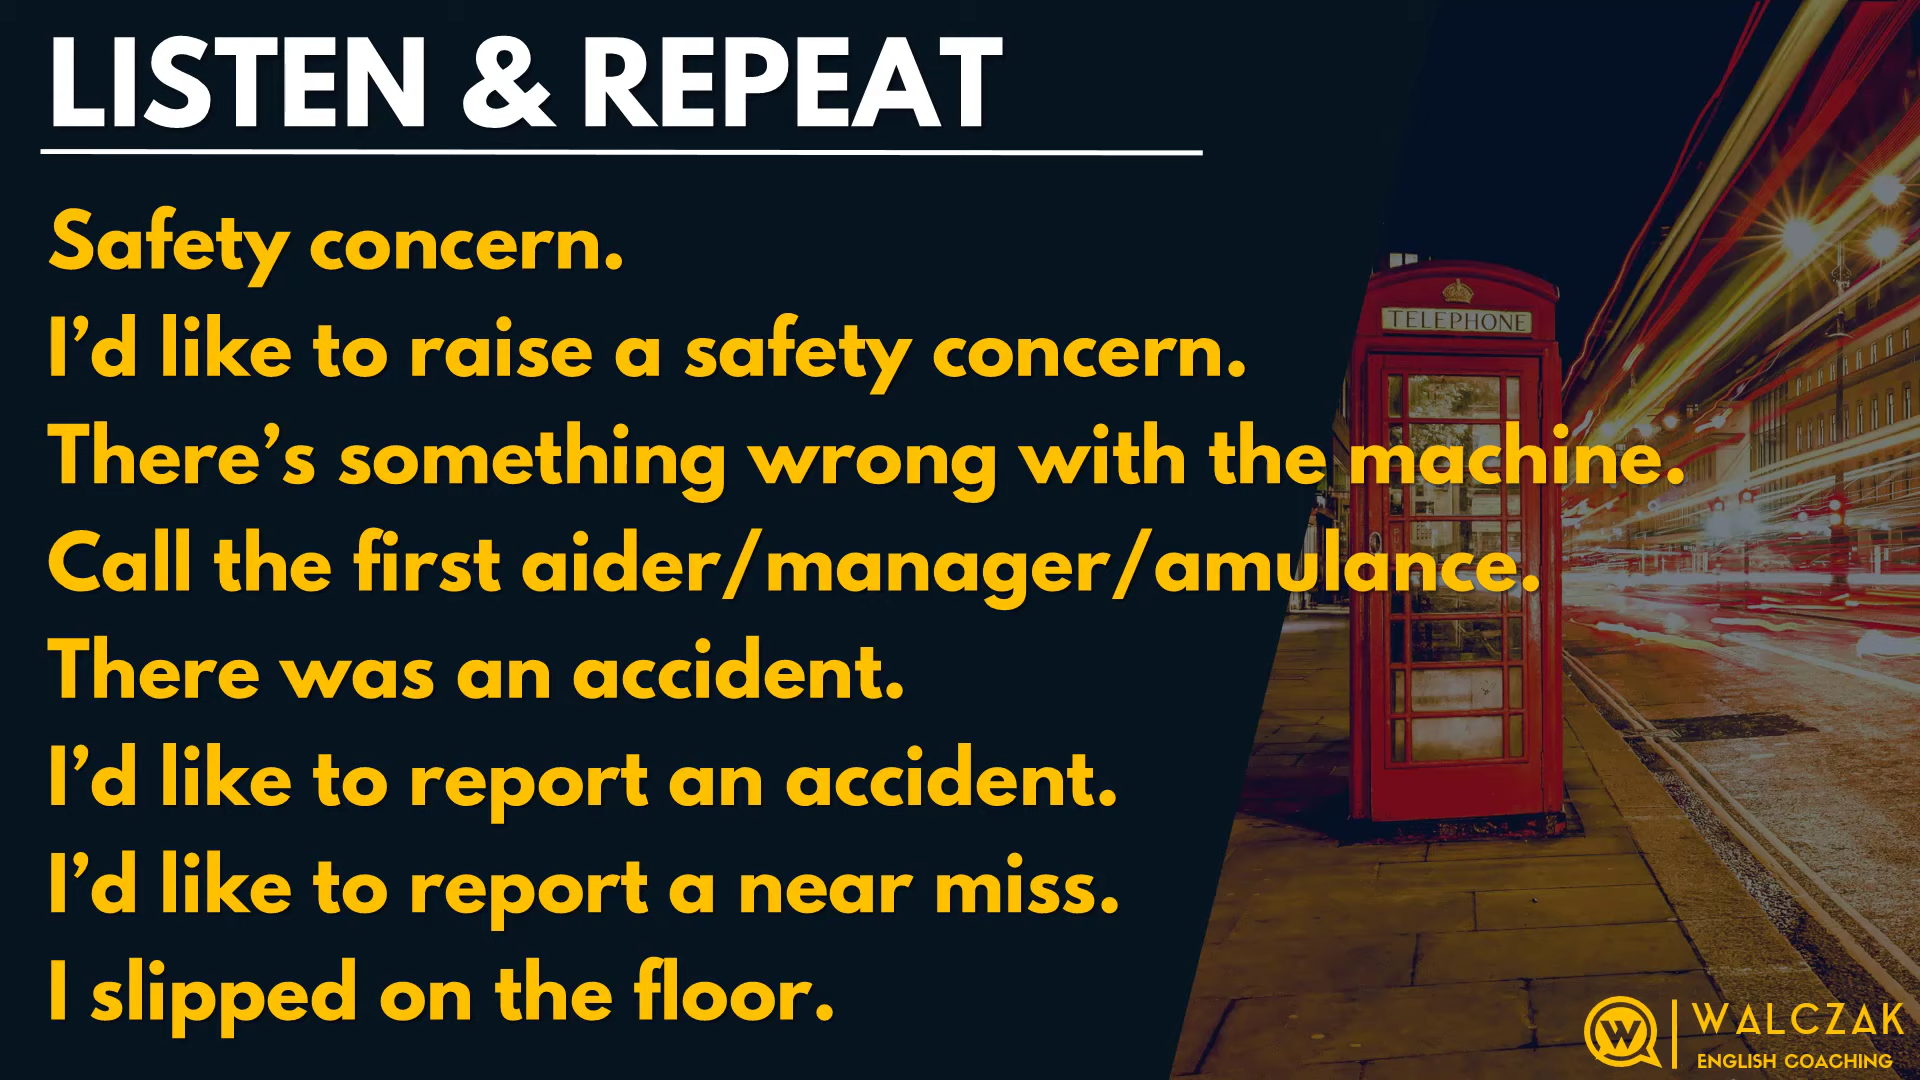 LISTEN & REPEAT
Safety concern.
I’d like to raise a safety concern.
There’s something wrong with the machine.
Call the first aider/manager/amulance.
There was an accident.
I’d like to report an accident.
I’d like to report a near miss.
I slipped on the floor.
TELEPHONE
W
WALCZAK
ENGLISH COACHING